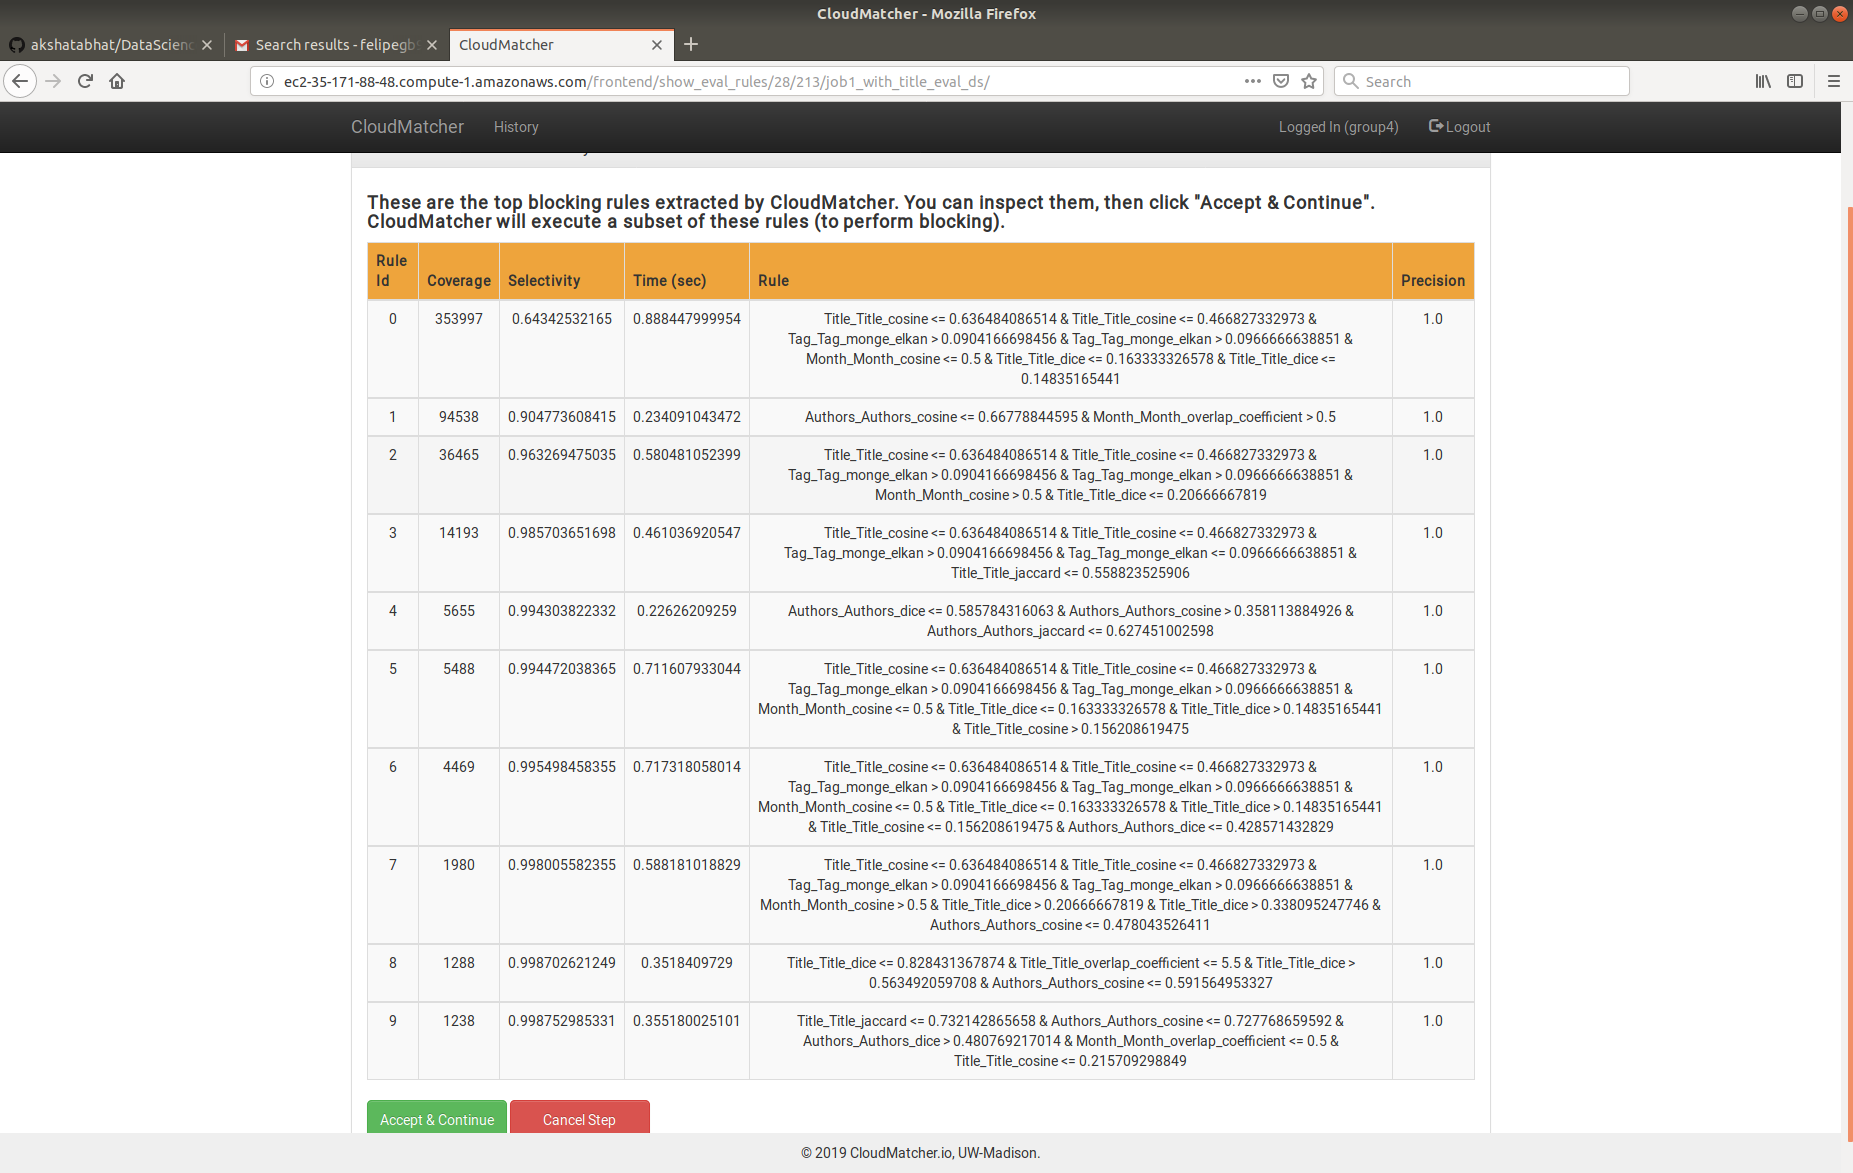 CloudMatcher - Mozilla Firefox
akshatabhat/DataScienc
Search results - felipegb
CloudMatcher
ec2-35-171-88-48.compute-1.amazonaws.com/frontend/show_eval_rules/28/213/job1_with_title_eval_ds/
Search
CloudMatcher History Logged In (group4) Logout
These are the top blocking rules extracted by CloudMatcher. You can inspect them, then click "Accept & Continue".
CloudMatcher will execute a subset of these rules (to perform blocking).
Rule
Id Coverage Selectivity Time (sec) Rule Precision
0 353997 0.64342532165 0.888447999954 Title_Title_cosine <= 0.636484086514 & Title_Title_cosine <= 0.466827332973 & 1.0
Tag_Tag_monge_elkan > 0.0904166698456 & Tag_Tag_monge_elkan > 0.0966666638851 &
Month_Month_cosine <= 0.5 & Title_Title_dice <= 0.163333326578 & Title_Title_dice <=
0.14835165441
1 94538 0.904773608415 0.234091043472 Authors_Authors_cosine <= 0.66778844595 & Month_Month_overlap_coefficient > 0.5 1.0
2 36465 0.963269475035 0.580481052399 Title_Title_cosine <= 0.636484086514 & Title_Title_cosine <= 0.466827332973 & 1.0
Tag_Tag_monge_elkan > 0.0904166698456 & Tag_Tag_monge_elkan > 0.0966666638851 &
Month_Month_cosine > 0.5 & Title_Title_dice <= 0.20666667819
3 14193 0.985703651698 0.461036920547 Title_Title_cosine <= 0.636484086514 & Title_Title_cosine <= 0.466827332973 & 1.0
Tag_Tag_monge_elkan > 0.0904166698456 & Tag_Tag_monge_elkan <= 0.0966666638851 &
Title_Title_jaccard <= 0.558823525906
4 5655 0.994303822332 0.22626209259 Authors_Authors_dice <= 0.585784316063 & Authors_Authors_cosine > 0.358113884926 & 1.0
Authors_Authors_jaccard <= 0.627451002598
5 5488 0.994472038365 0.711607933044 Title_Title_cosine <= 0.636484086514 & Title_Title_cosine <= 0.466827332973 & 1.0
Tag_Tag_monge_elkan > 0.0904166698456 & Tag_Tag_monge_elkan > 0.0966666638851 &
Month_Month_cosine <= 0.5 & Title_Title_dice <= 0.163333326578 & Title_Title_dice > 0.14835165441
& Title_Title_cosine > 0.156208619475
6 4469 0.995498458355 0.717318058014 Title_Title_cosine <= 0.636484086514 & Title_Title_cosine <= 0.466827332973 & 1.0
Tag_Tag_monge_elkan > 0.0904166698456 & Tag_Tag_monge_elkan > 0.0966666638851 &
Month_Month_cosine <= 0.5 & Title_Title_dice <= 0.163333326578 & Title_Title_dice > 0.14835165441
& Title_Title_cosine <= 0.156208619475 & Authors_Authors_dice <= 0.428571432829
7 1980 0.998005582355 0.588181018829 Title_Title_cosine <= 0.636484086514 & Title_Title_cosine <= 0.466827332973 & 1.0
Tag_Tag_monge_elkan > 0.0904166698456 & Tag_Tag_monge_elkan > 0.0966666638851 &
Month_Month_cosine > 0.5 & Title_Title_dice > 0.20666667819 & Title_Title_dice > 0.338095247746 &
Authors_Authors_cosine <= 0.478043526411
8 1288 0.998702621249 0.3518409729 Title_Title_dice <= 0.828431367874 & Title_Title_overlap_coefficient <= 5.5 & Title_Title_dice > 1.0
0.563492059708 & Authors_Authors_cosine <= 0.591564953327
9 1238 0.998752985331 0.355180025101 Title_Title_jaccard <= 0.732142865658 & Authors_Authors_cosine <= 0.727768659592 & 1.0
Authors_Authors_dice > 0.480769217014 & Month_Month_overlap_coefficient <= 0.5 &
Title_Title_cosine <= 0.215709298849
Accept & Continue Cancel Step
© 2019 CloudMatcher.io, UW-Madison.